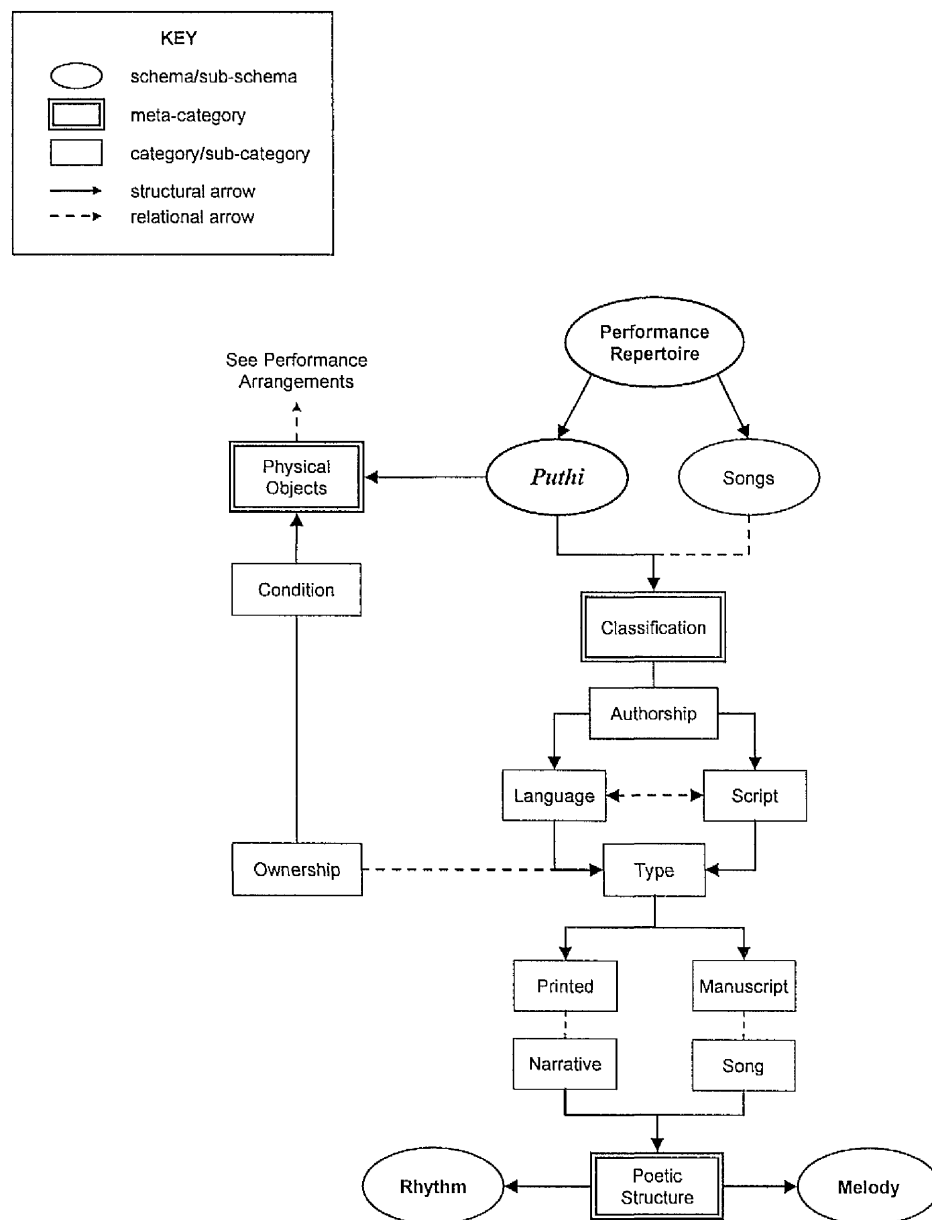 KEY
schema/sub-schema
meta-category
category/sub-category
structural arrow
relational arrow
Performance
Repertoire
See Performance
Arrangements
Physical
Objects
Puthi
Songs
Condition
Classification
Authorship
Language
Script
Ownership
Type
Printed
Manuscript
Narrative
Song
Rhythm
Poetic
Structure
Melody